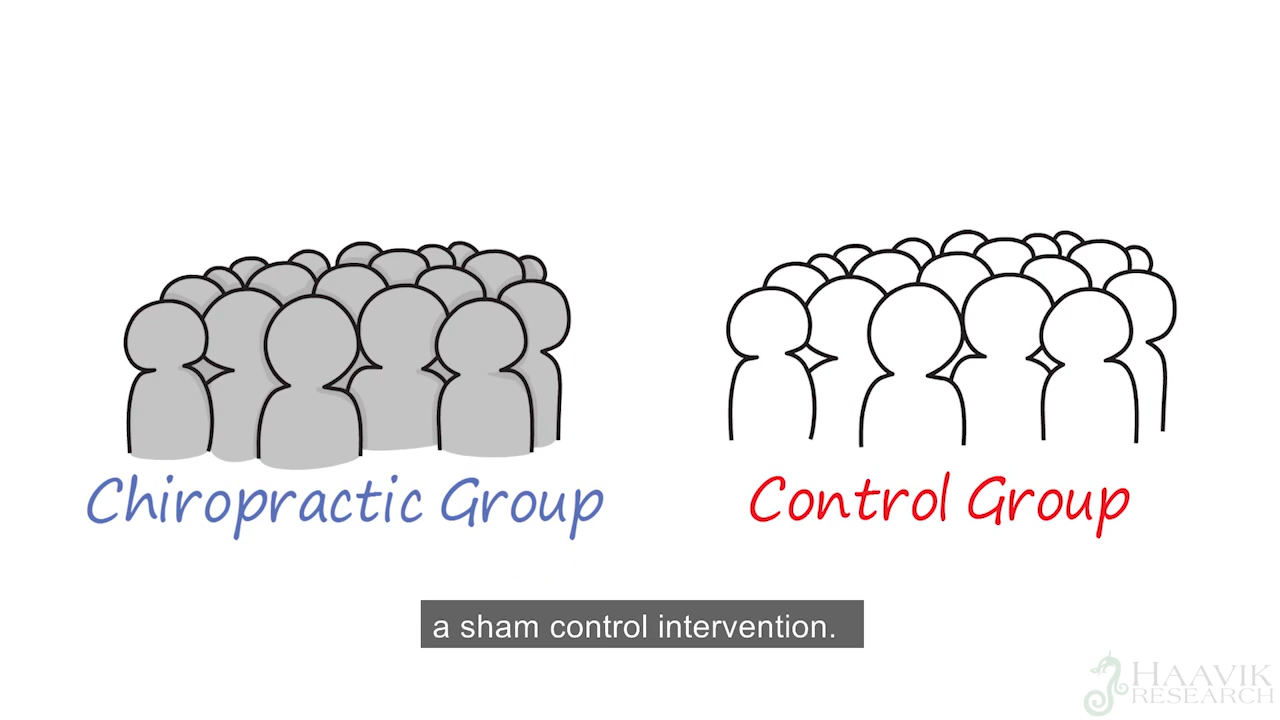 Chiropractic Group
Control Group
a sham control intervention.
HAAVIK
RESEARCH